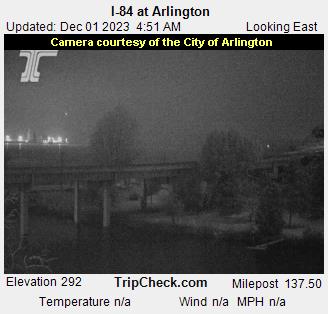 I-84 at Arlington
Updated: Dec 01 2023 4:51 AM Looking East
Camera courtesy of the City of Arlington
Elevation 292 TripCheck.com Milepost 137.50
Temperature n/a Wind n/a MPH n/a